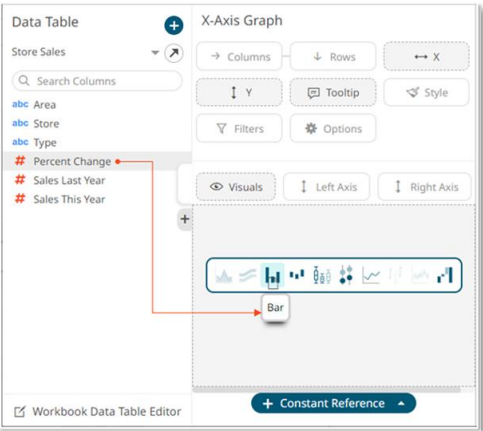 Data Table
Store Sales
Search Columns
abc Area
abc Store
abc Type
# Percent Change
# Sales Last Year
# Sales This Year
Workbook Data Table Editor
X-Axis Graph
Columns
Rows
X
Y
Tooltip
Style
Filters
Options
Visuals
Left Axis
Right Axis
Bar
+ Constant Reference